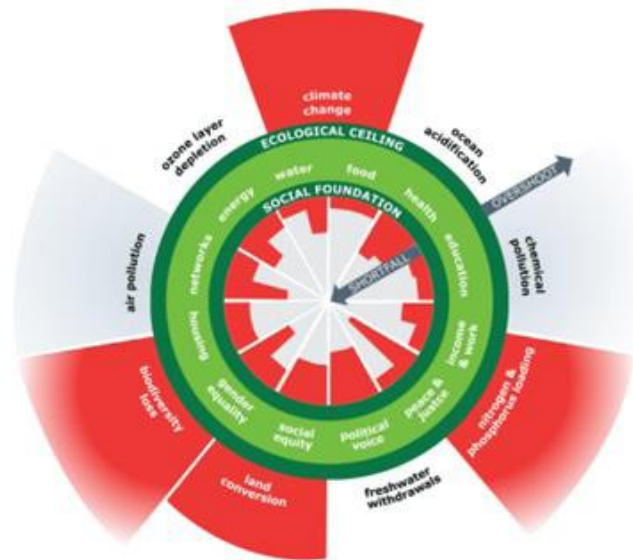 climate
change
ozone layer
depletion
ocean
acidification
ECOLOGICAL CEILING
OVERSHOOT
water
food
energy
health
SOCIAL FOUNDATION
networks
education
SHORTFALL
air pollution
chemical
pollution
housing
income
& work
biodiversity
loss
gender
equality
social
equity
political
voice
peace &
justce
nitrogen &
phosphorus loading
land
conversion
freshwater
withdrawals